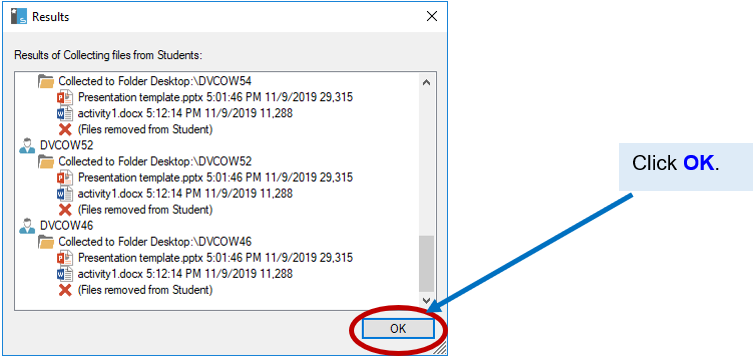 Results
Results of Collecting files from Students:
Collected to Folder Desktop:\DVCOW54
Presentation template.pptx 5:01:46 PM 11/9/2019 29,315
activity1.docx 5:12:14 PM 11/9/2019 11,288
(Files removed from Student)
DVCOW52
Collected to Folder Desktop:\DVCOW52
Presentation template.pptx 5:01:46 PM 11/9/2019 29,315
activity1.docx 5:12:14 PM 11/9/2019 11,288
(Files removed from Student)
DVCOW46
Collected to Folder Desktop:\DVCOW46
Presentation template.pptx 5:01:46 PM 11/9/2019 29,315
activity1.docx 5:12:14 PM 11/9/2019 11,288
(Files removed from Student)
OK
Click OK.